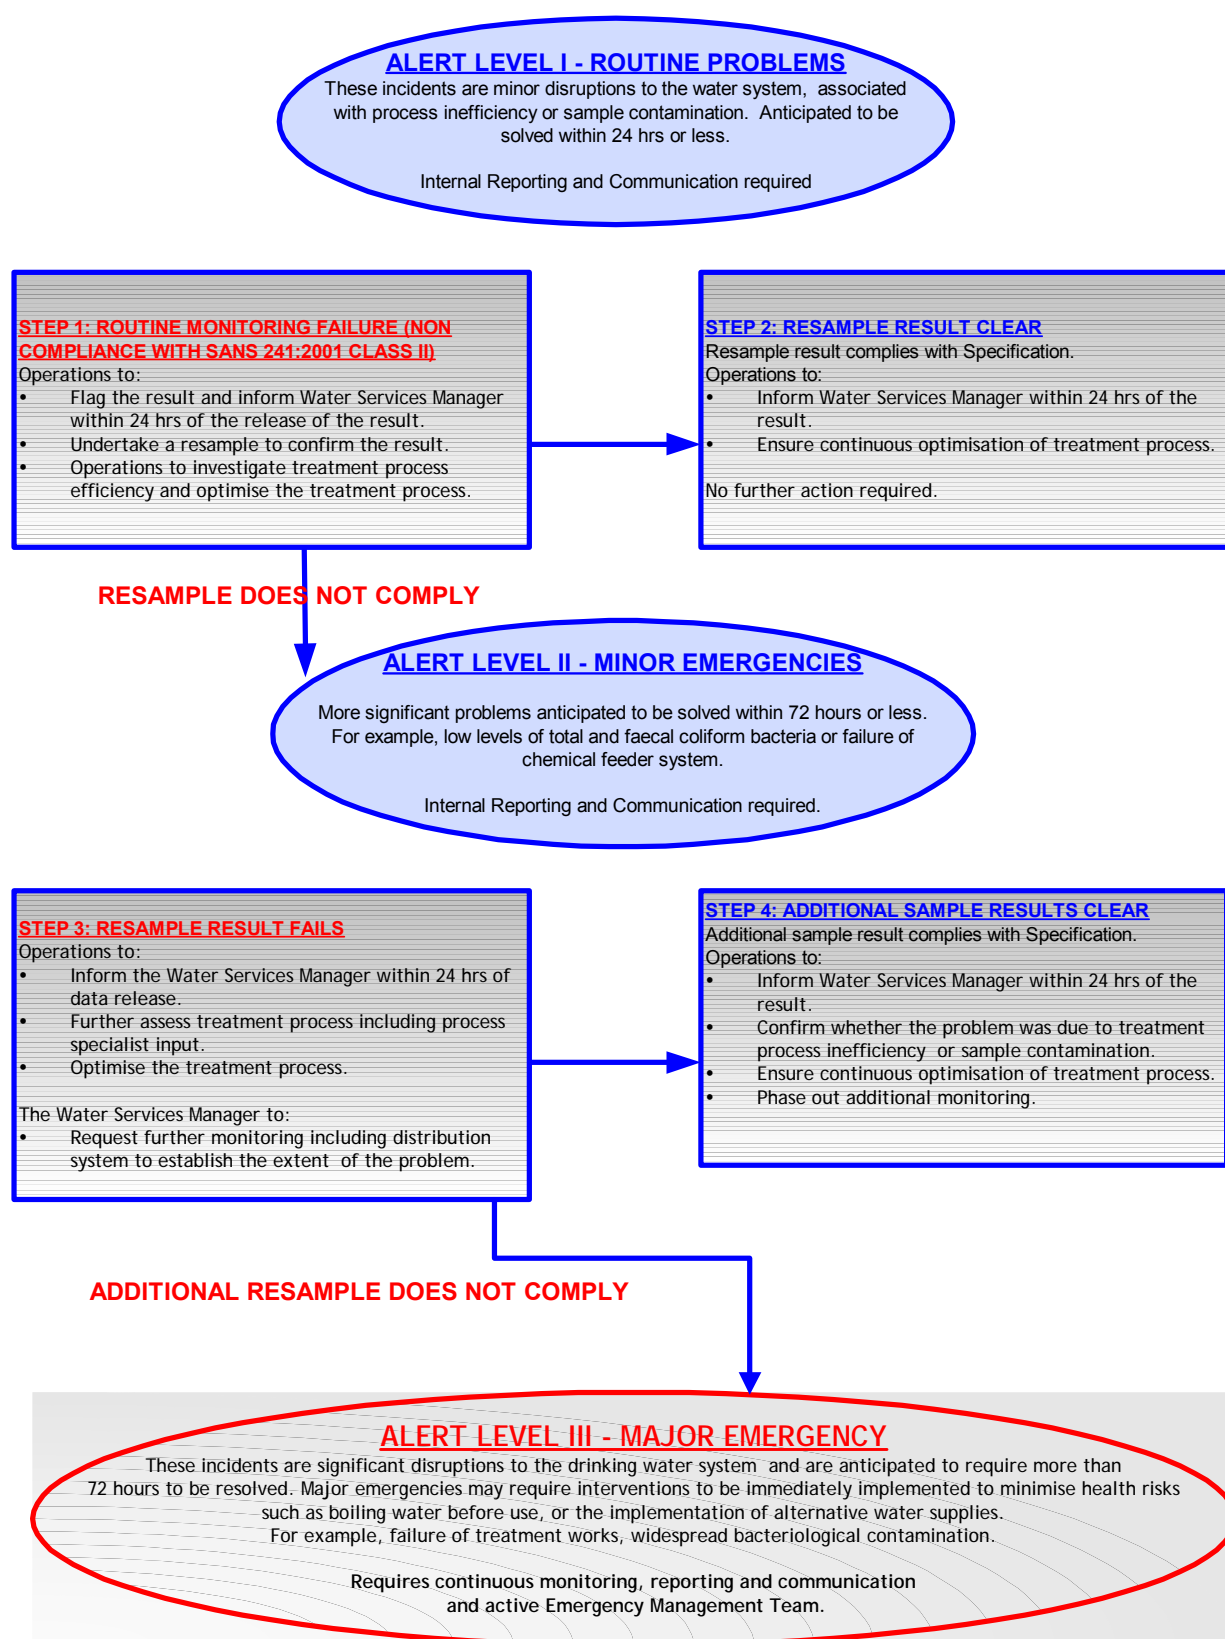 ALERT LEVEL I - ROUTINE PROBLEMS
These incidents are minor disruptions to the water system, associated
with process inefficiency or sample contamination. Anticipated to be
solved within 24 hrs or less.
Internal Reporting and Communication required
STEP 1: ROUTINE MONITORING FAILURE (NON
COMPLIANCE WITH SANS 241:2001 CLASS II)
Operations to:
• Flag the result and inform Water Services Manager
within 24 hrs of the release of the result.
• Undertake a resample to confirm the result.
• Operations to investigate treatment process
efficiency and optimise the treatment process.
STEP 2: RESAMPLE RESULT CLEAR
Resample result complies with Specification.
Operations to:
• Inform Water Services Manager within 24 hrs of the
result.
• Ensure continuous optimisation of treatment process.
No further action required.
RESAMPLE DOES NOT COMPLY
ALERT LEVEL II - MINOR EMERGENCIES
More significant problems anticipated to be solved within 72 hours or less.
For example, low levels of total and faecal coliform bacteria or failure of
chemical feeder system.
Internal Reporting and Communication required.
STEP 3: RESAMPLE RESULT FAILS
Operations to:
• Inform the Water Services Manager within 24 hrs of
data release.
• Further assess treatment process including process
specialist input.
• Optimise the treatment process.
The Water Services Manager to:
• Request further monitoring including distribution
system to establish the extent of the problem.
STEP 4: ADDITIONAL SAMPLE RESULTS CLEAR
Additional sample result complies with Specification.
Operations to:
• Inform Water Services Manager within 24 hrs of the
result.
• Confirm whether the problem was due to treatment
process inefficiency or sample contamination.
• Ensure continuous optimisation of treatment process.
• Phase out additional monitoring.
ADDITIONAL RESAMPLE DOES NOT COMPLY
ALERT LEVEL III - MAJOR EMERGENCY
These incidents are significant disruptions to the drinking water system and are anticipated to require more than
72 hours to be resolved. Major emergencies may require interventions to be immediately implemented to minimise health risks
such as boiling water before use, or the implementation of alternative water supplies.
For example, failure of treatment works, widespread bacteriological contamination.
Requires continuous monitoring, reporting and communication
and active Emergency Management Team.